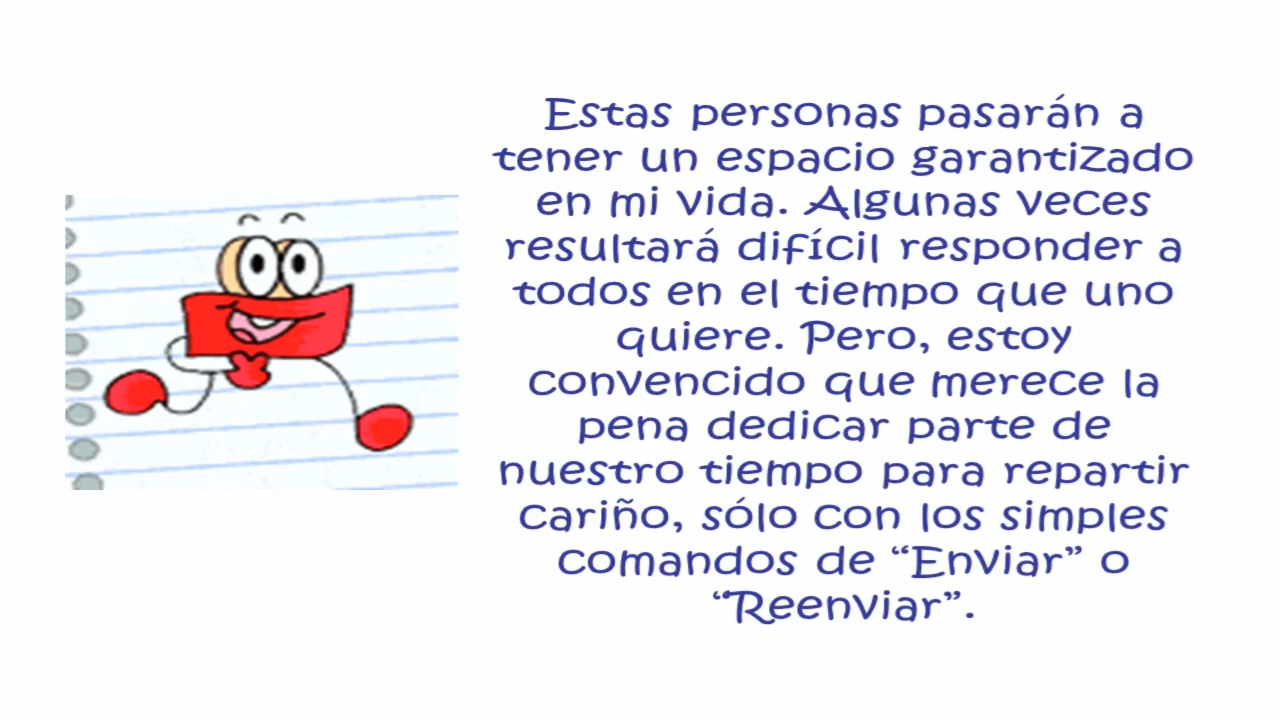 Estas personas pasarán a
tener un espacio garantizado
en mi vida. Algunas veces
resultará difícil responder a
todos en el tiempo que uno
quiere. Pero, estoy
convencido que merece la
pena dedicar parte de
nuestro tiempo para repartir
cariño, sólo con los simples
comandos de “Enviar” o
“Reenviar”.